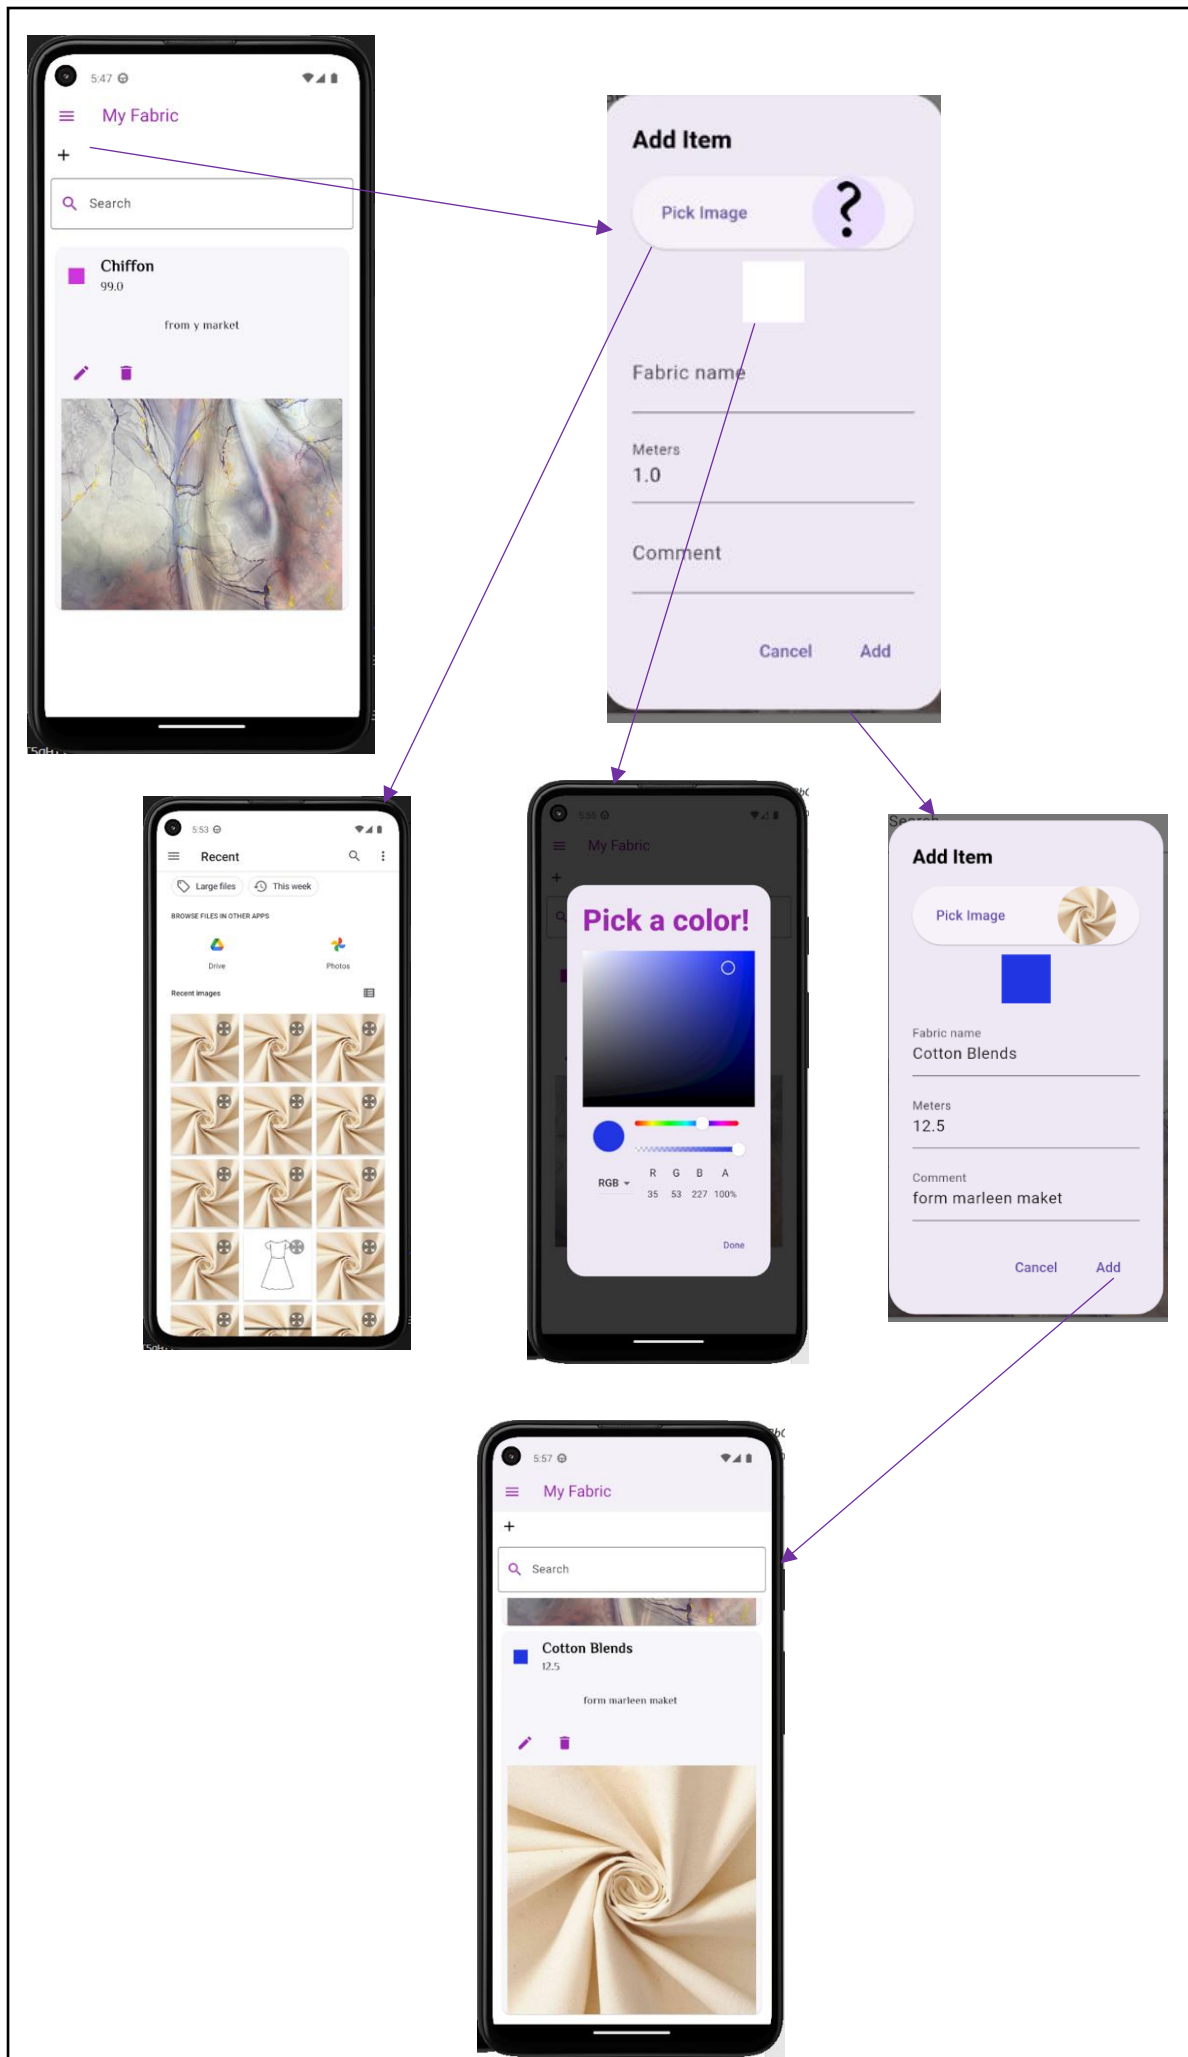 5:47
My Fabric
+
Search
Chiffon
99.0
from y market
Add Item
Pick Image
?
Fabric name
Meters
1.0
Comment
Cancel Add
5:53
Recent
Large files This week
BROWSE FILES IN OTHER APPS
Drive Photos
Recent images
5:55
My Fabric
+
Pick a color!
R G B A
RGB 35 53 227 100%
Done
Search
Add Item
Pick Image
Fabric name
Cotton Blends
Meters
12.5
Comment
form marleen maket
Cancel Add
5:57
My Fabric
+
Search
Cotton Blends
12.5
form marleen maket